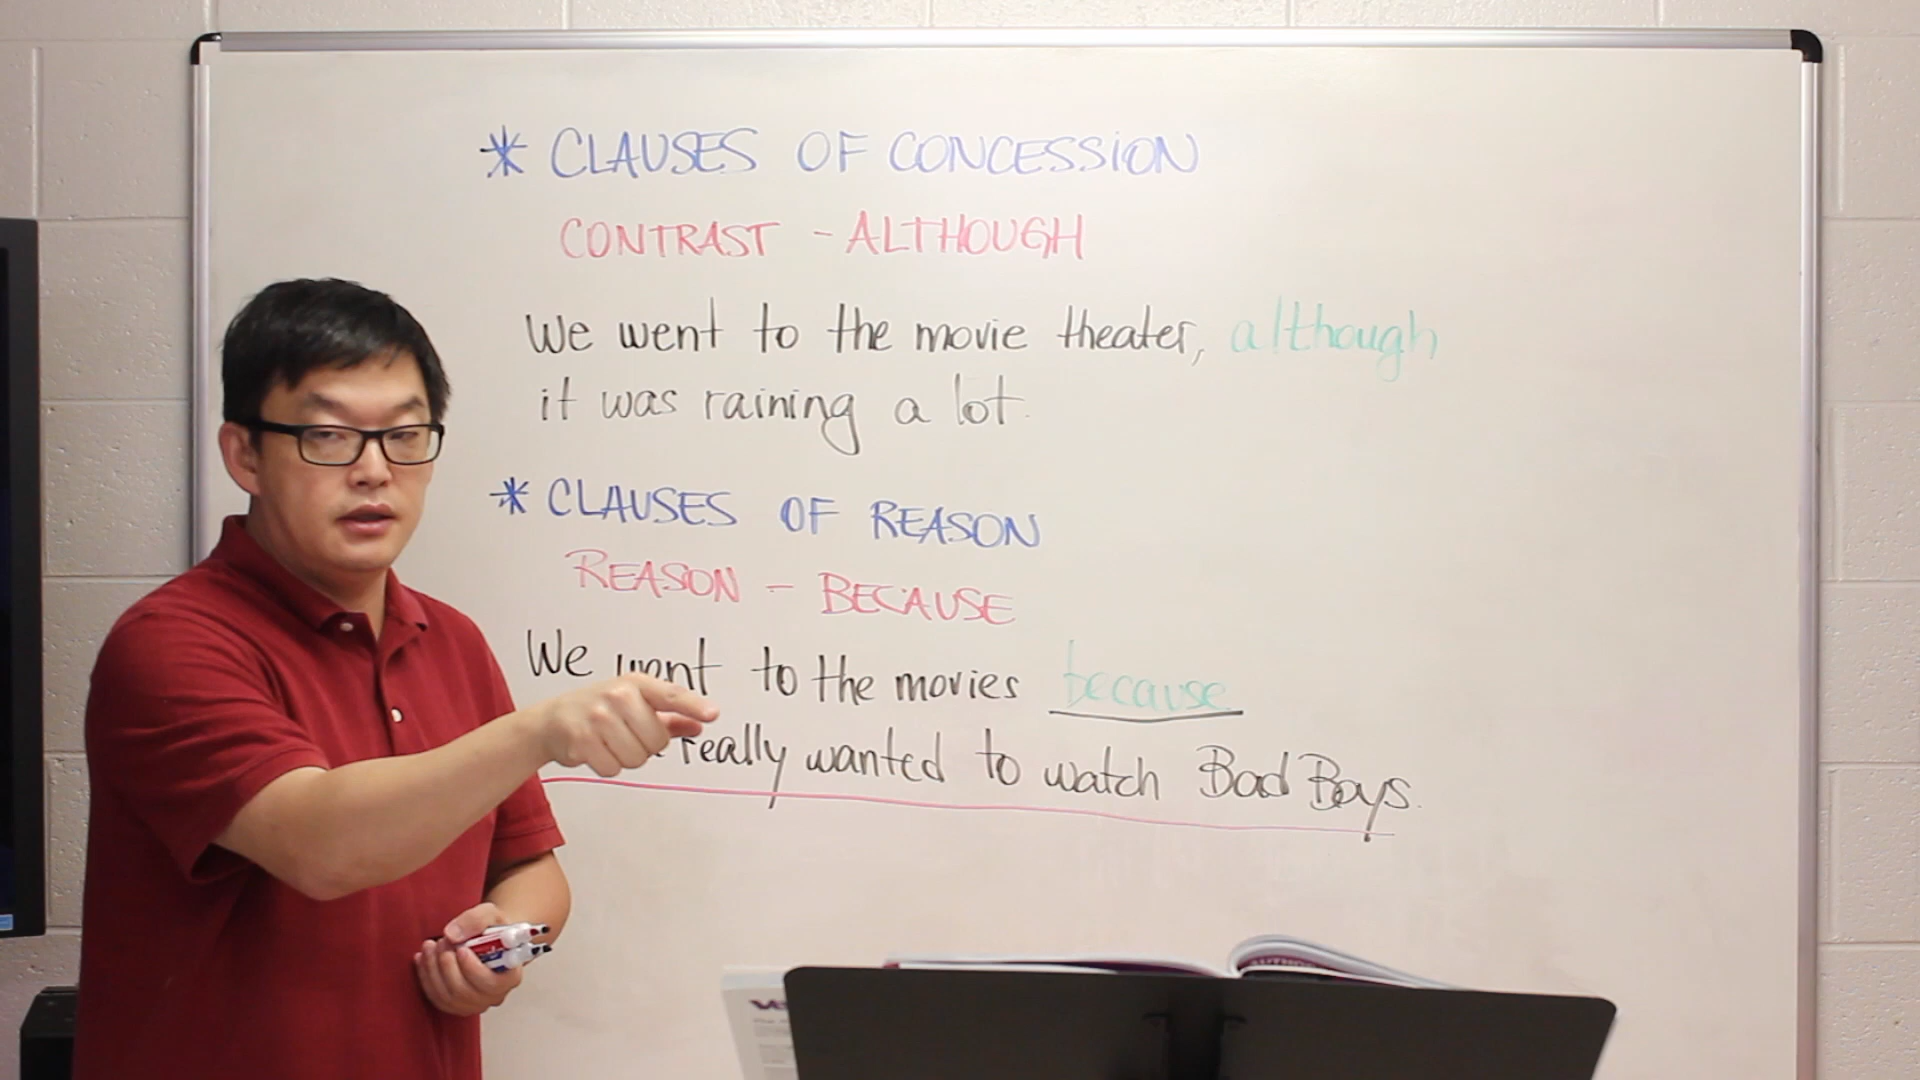 * CLAUSES OF CONCESSION
CONTRAST - ALTHOUGH
We went to the movie theater, although
it was raining a lot.
* CLAUSES OF REASON
REASON - BECAUSE
We went to the movies because
really wanted to watch Bad Boys.